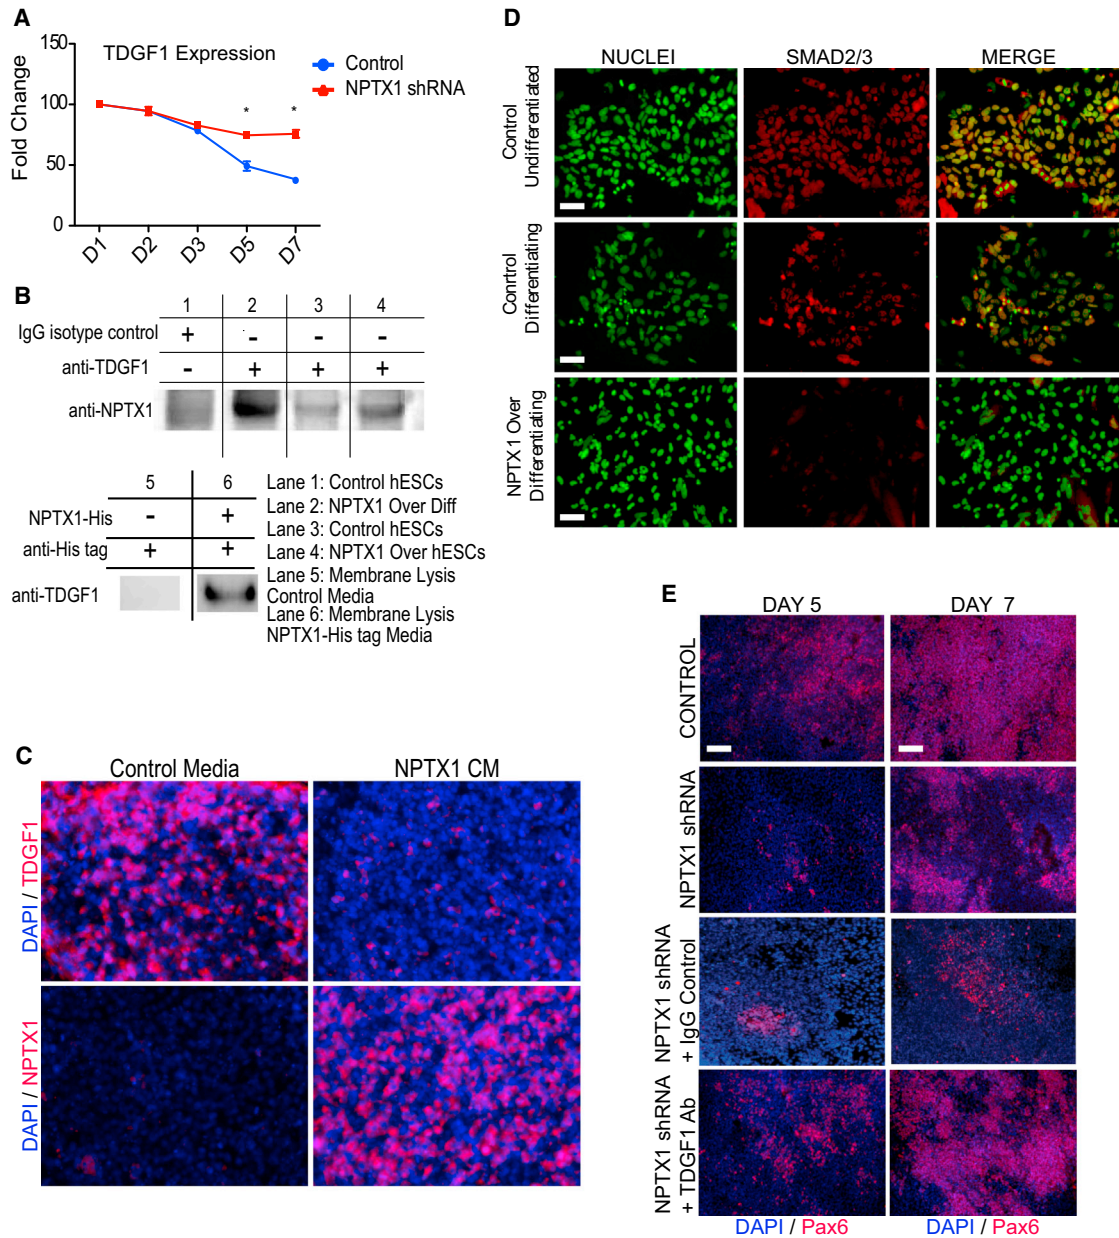 A
TDGF1 Expression
Fold Change
150
100
50
0
D1
D2
D3
D5
D7
Control
NPTX1 shRNA
*
*
B
1 2 3 4
IgG isotype control + - - -
anti-TDGF1 - + + +
anti-NPTX1
5 6
NPTX1-His - +
anti-His tag + +
anti-TDGF1
Lane 1: Control hESCs
Lane 2: NPTX1 Over Diff
Lane 3: Control hESCs
Lane 4: NPTX1 Over hESCs
Lane 5: Membrane Lysis
Control Media
Lane 6: Membrane Lysis
NPTX1-His tag Media
C
Control Media NPTX1 CM
DAPI / TDGF1
DAPI / NPTX1
D
NUCLEI SMAD2/3 MERGE
Control
Undifferentiated
Conrtrol
Differentiating
NPTX1 Over
Differentiating
E
DAY 5 DAY 7
CONTROL
NPTX1 shRNA
NPTX1 shRNA
+ IgG Control
NPTX1 shRNA
+ TDGF1 Ab
DAPI / Pax6 DAPI / Pax6